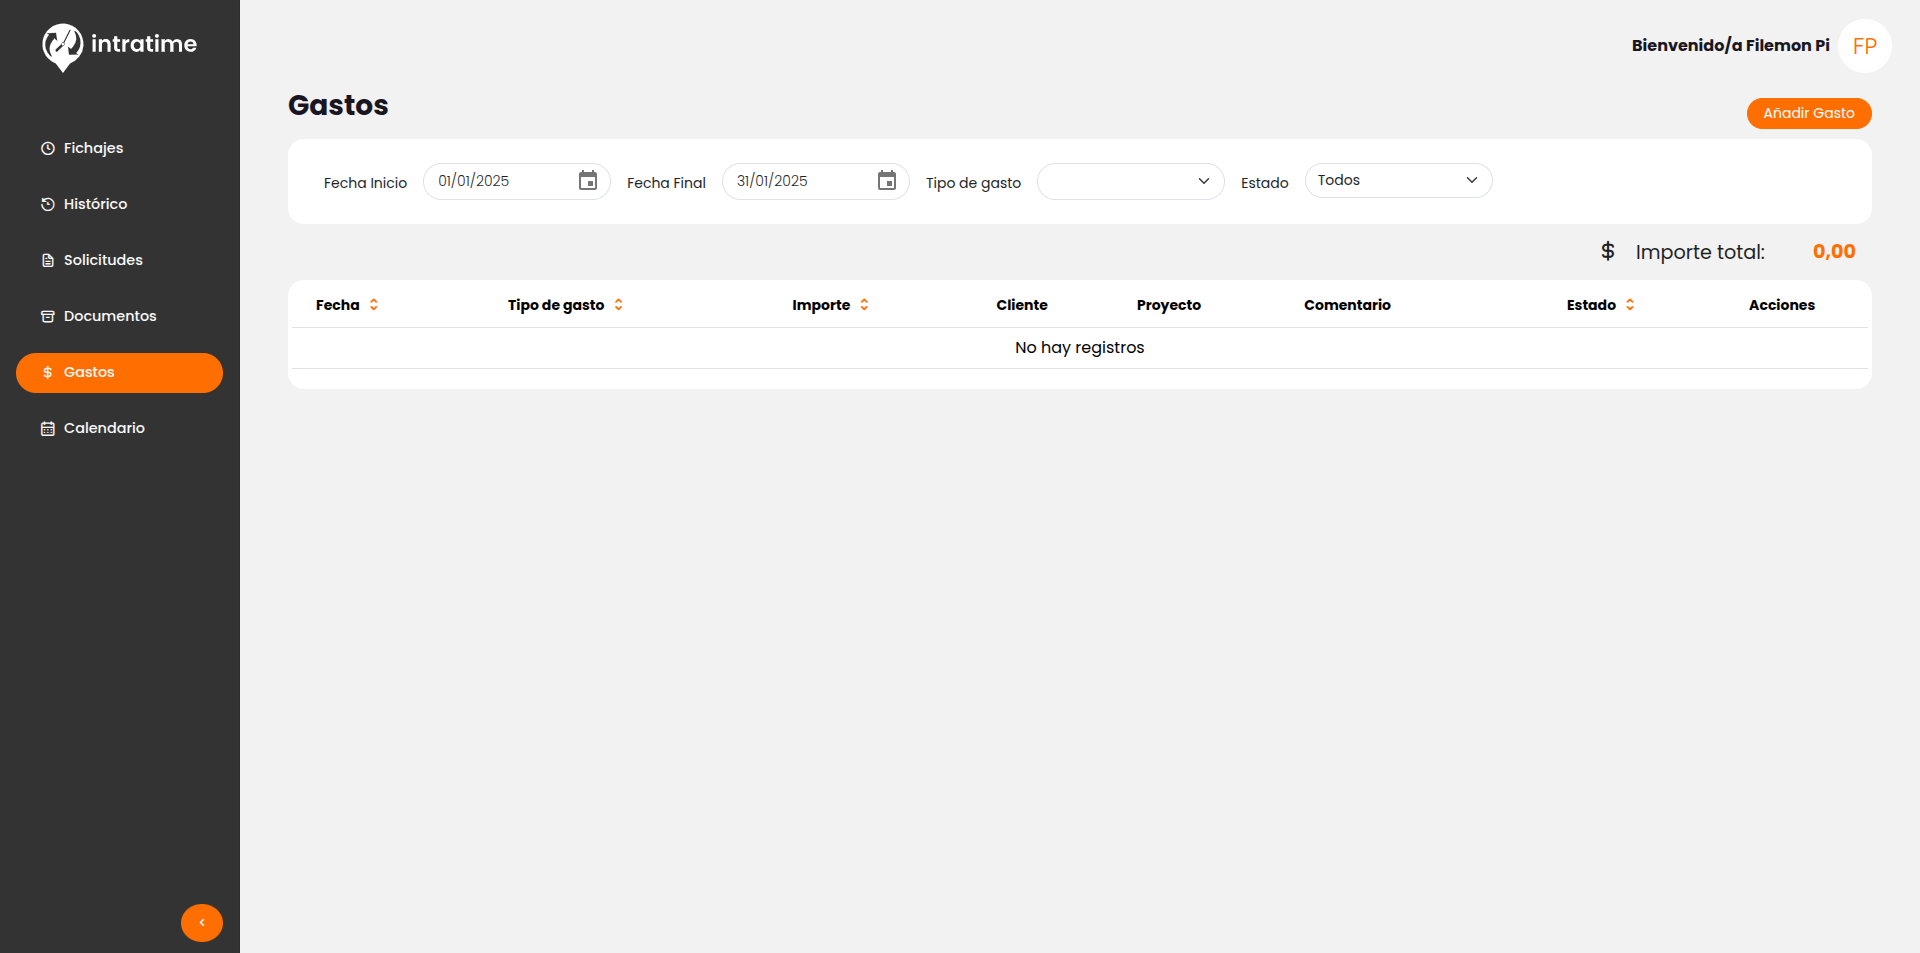 intratime
Bienvenido/a Filemon Pi
FP
Fichajes
Histórico
Solicitudes
Documentos
Gastos
Calendario
Gastos
Añadir Gasto
Fecha Inicio 01/01/2025 Fecha Final 31/01/2025 Tipo de gasto Estado Todos
$ Importe total: 0,00
Fecha Tipo de gasto Importe Cliente Proyecto Comentario Estado Acciones
No hay registros